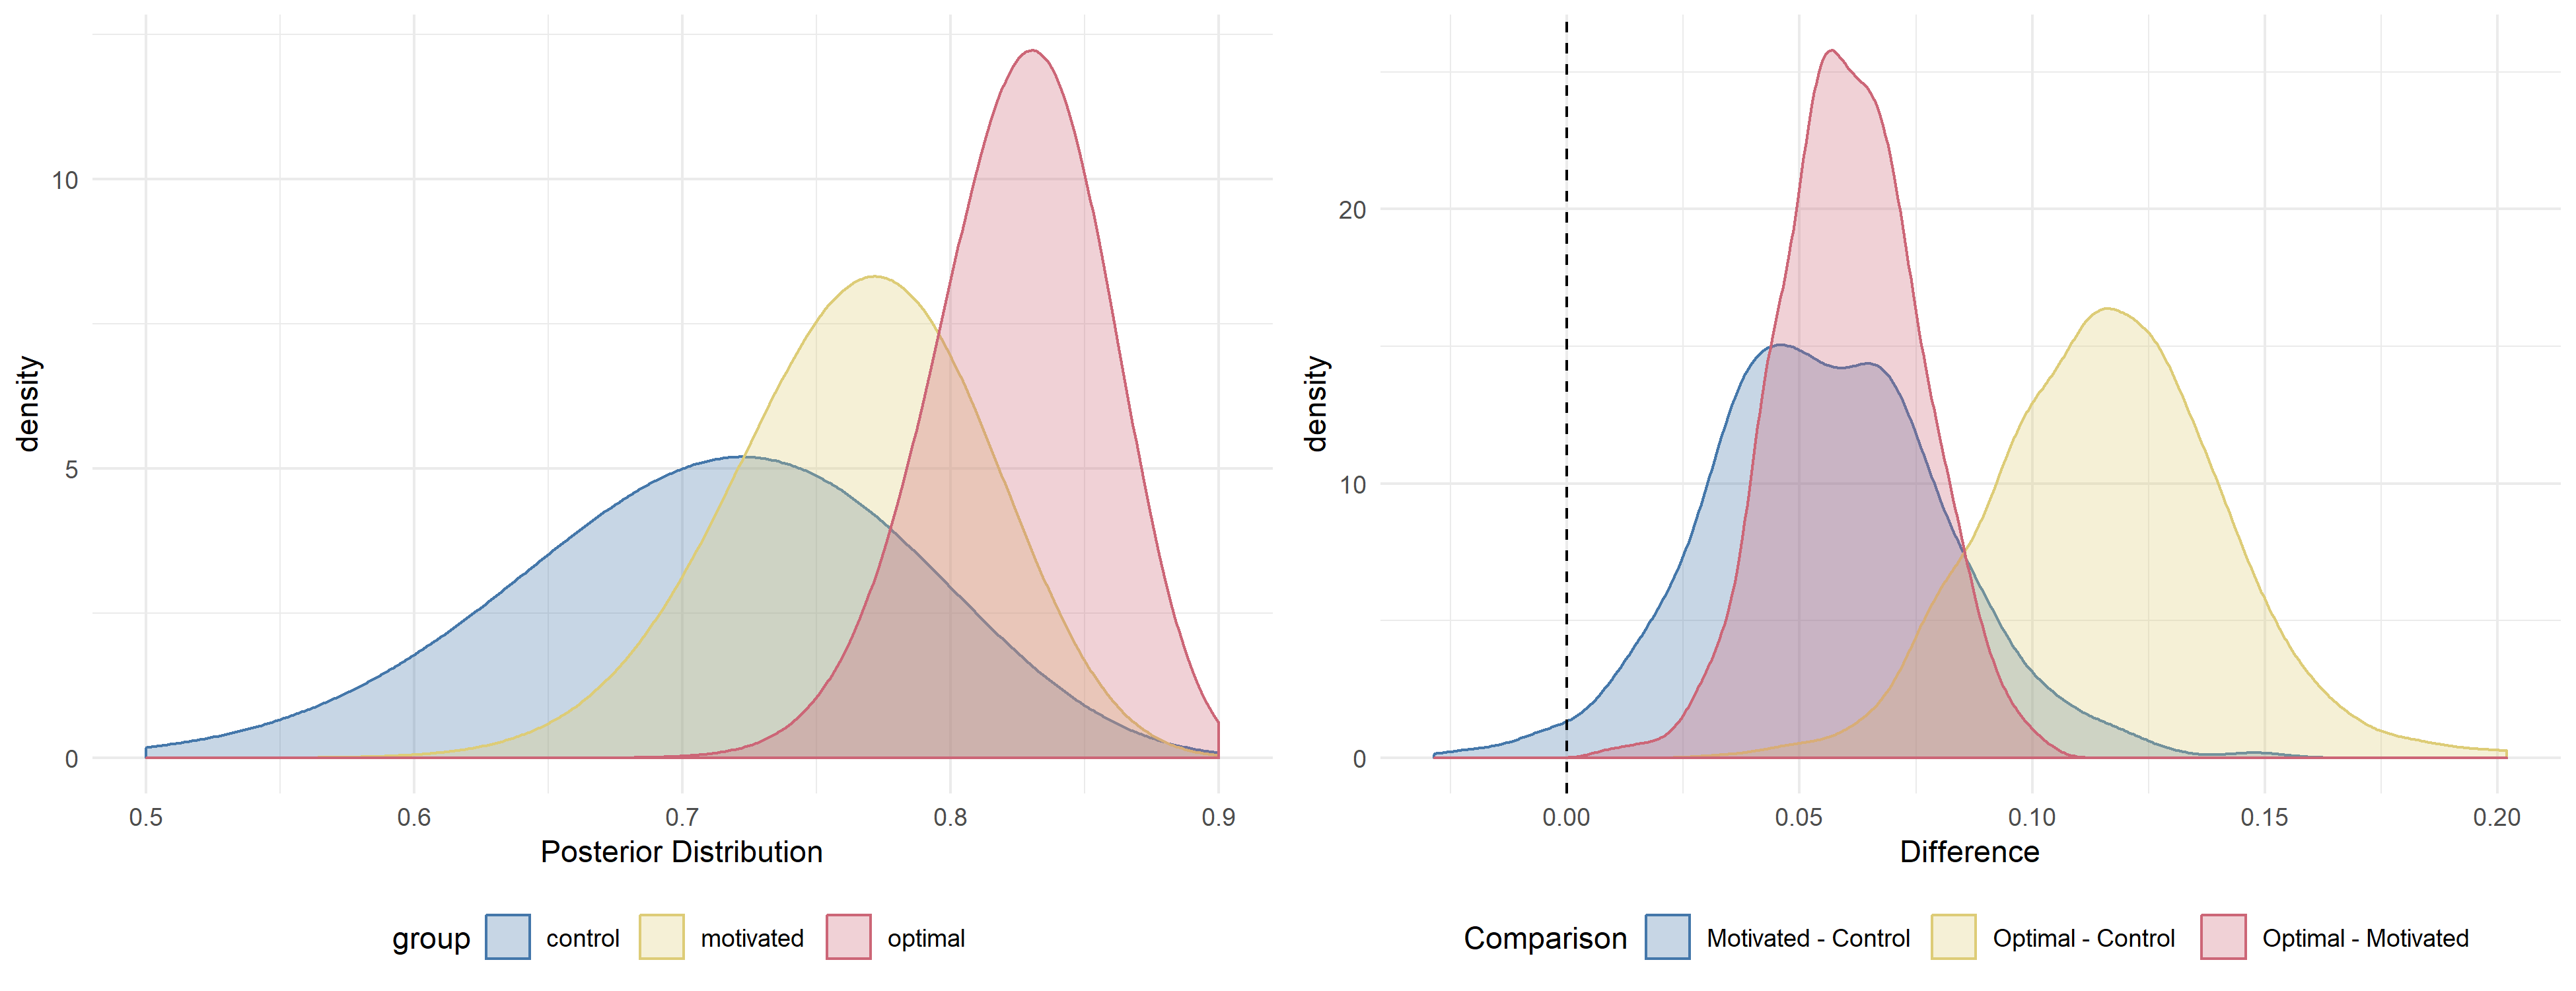 density
10
5
0
0.5 0.6 0.7 0.8 0.9
Posterior Distribution
group control motivated optimal
density
20
10
0
0.00 0.05 0.10 0.15 0.20
Difference
Comparison Motivated - Control Optimal - Control Optimal - Motivated